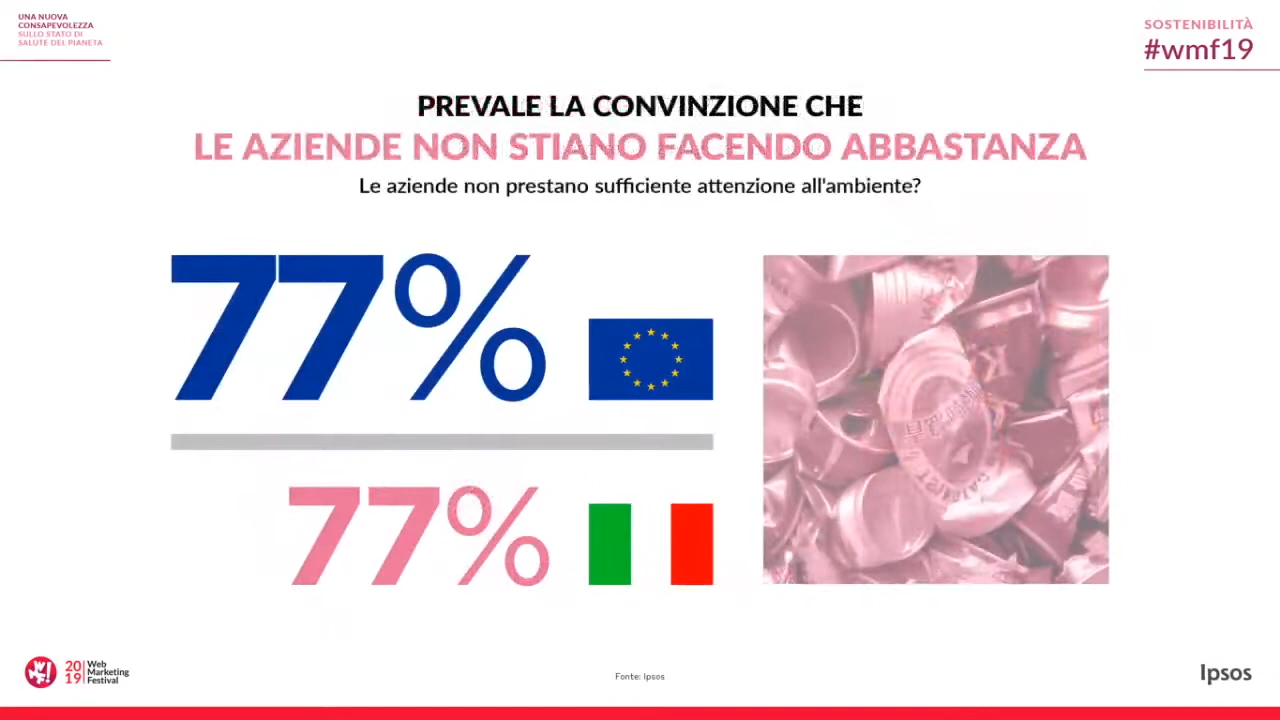 UNA NUOVA
CONSAPEVOLEZZA
SULLO STATO DI
SALUTE DEL PIANETA
SOSTENIBILITÀ
#wmf19
PREVALE LA CONVINZIONE CHE
LE AZIENDE NON STIANO FACENDO ABBASTANZA
Le aziende non prestano sufficiente attenzione all'ambiente?
77%
77%
20
19
Web
Marketing
Festival
Fonte: Ipsos
Ipsos